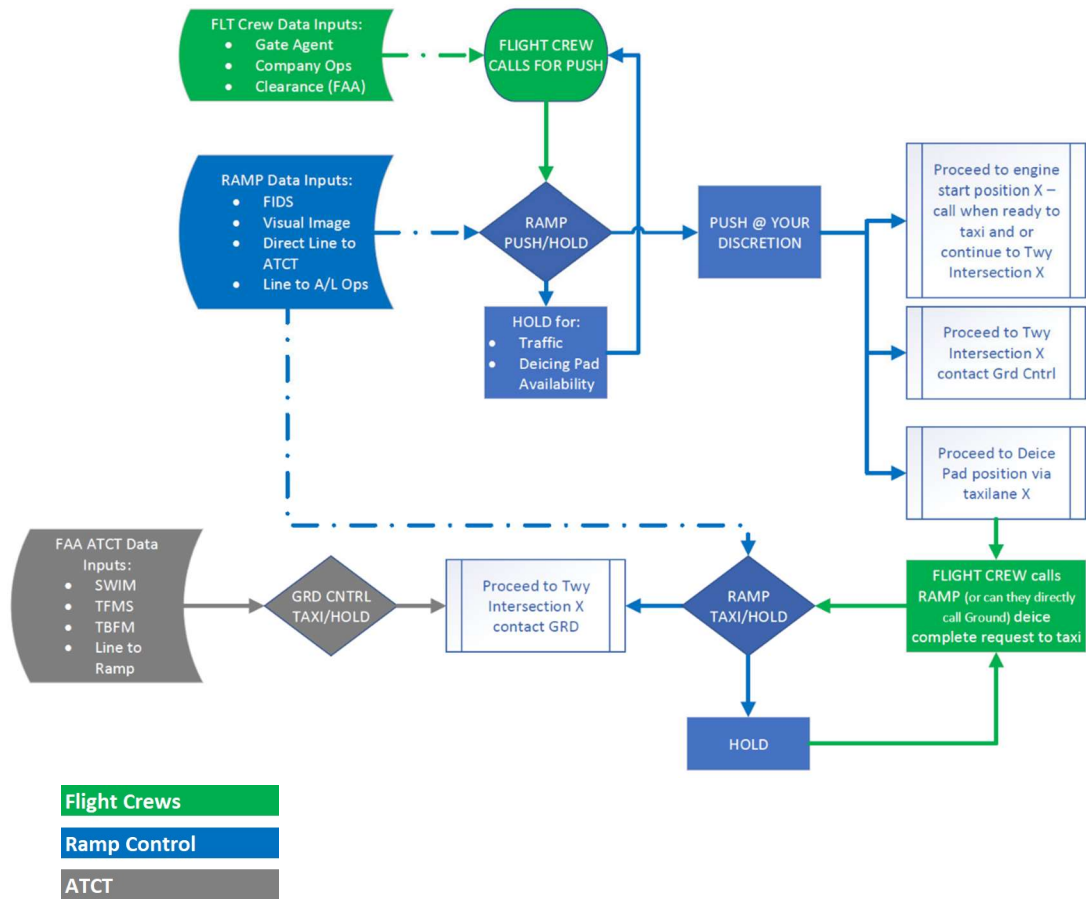 FLT Crew Data Inputs:
• Gate Agent
• Company Ops
• Clearance (FAA)
FLIGHT CREW
CALLS FOR PUSH
RAMP Data Inputs:
• FIDS
• Visual Image
• Direct Line to
ATCT
• Line to A/L Ops
RAMP
PUSH/HOLD
PUSH @ YOUR
DISCRETION
Proceed to engine
start position X –
call when ready to
taxi and or
continue to Twy
Intersection X
HOLD for:
• Traffic
• Deicing Pad
Availability
Proceed to Twy
Intersection X
contact Grd Cntrl
Proceed to Deice
Pad position via
taxilane X
FAA ATCT Data
Inputs:
• SWIM
• TFMS
• TBFM
• Line to
Ramp
GRD CNTRL
TAXI/HOLD
Proceed to Twy
Intersection X
contact GRD
RAMP
TAXI/HOLD
FLIGHT CREW calls
RAMP (or can they directly
call Ground) deice
complete request to taxi
HOLD
Flight Crews
Ramp Control
ATCT